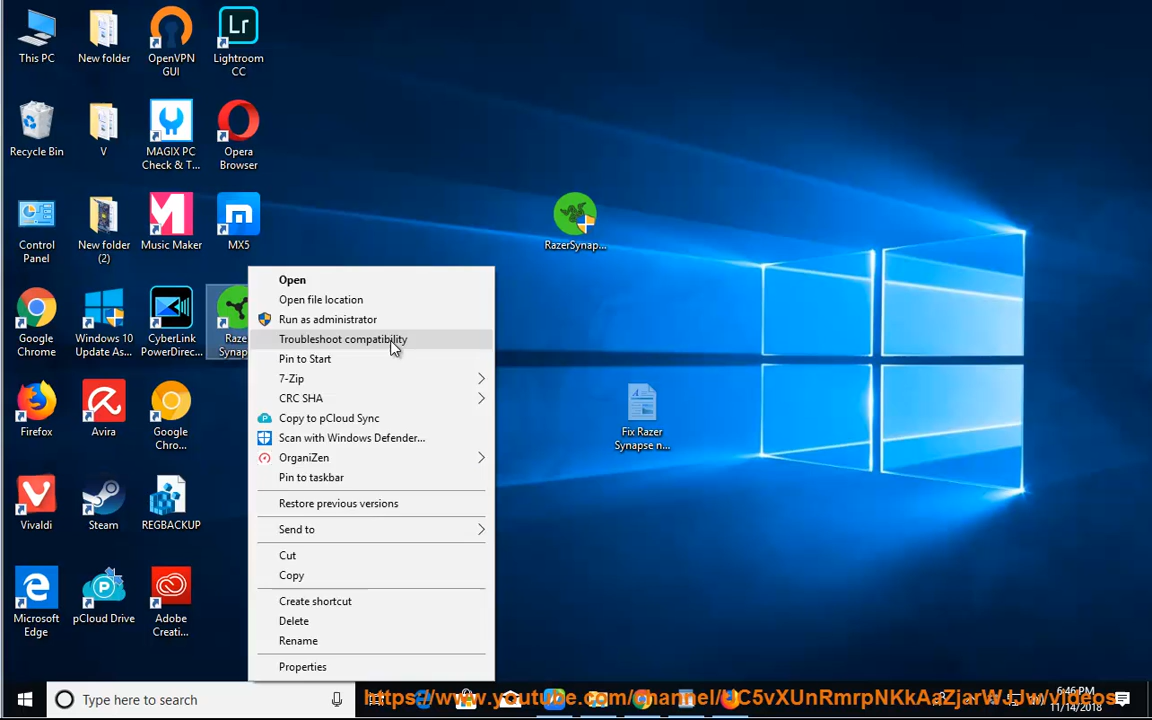 This PC
New folder
OpenVPN
GUI
Lightroom
CC
Recycle Bin
V
MAGIX PC
Check & T...
Opera
Browser
Control
Panel
New folder
(2)
Music Maker
MX5
RazerSynap...
Google
Chrome
Windows 10
Update As...
CyberLink
PowerDirec...
Raze
Synap
Firefox
Avira
Google
Chro...
Vivaldi
Steam
REGBACKUP
Microsoft
Edge
pCloud Drive
Adobe
Creati...
Fix Razer
Synapse n...
Open
Open file location
Run as administrator
Troubleshoot compatibility
Pin to Start
7-Zip
CRC SHA
Copy to pCloud Sync
Scan with Windows Defender...
OrganiZen
Pin to taskbar
Restore previous versions
Send to
Cut
Copy
Create shortcut
Delete
Rename
Properties
Type here to search
6:46 PM
11/14/2018